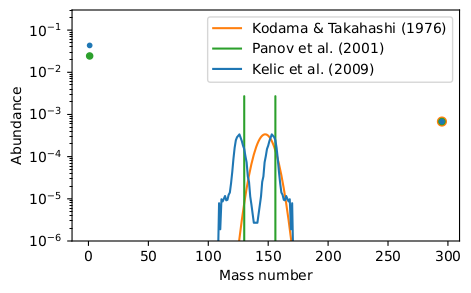 Kodama & Takahashi (1976)
Panov et al. (2001)
Kelic et al. (2009)
Abundance
10⁻¹
10⁻²
10⁻³
10⁻⁴
10⁻⁵
10⁻⁶
0 50 100 150 200 250 300
Mass number